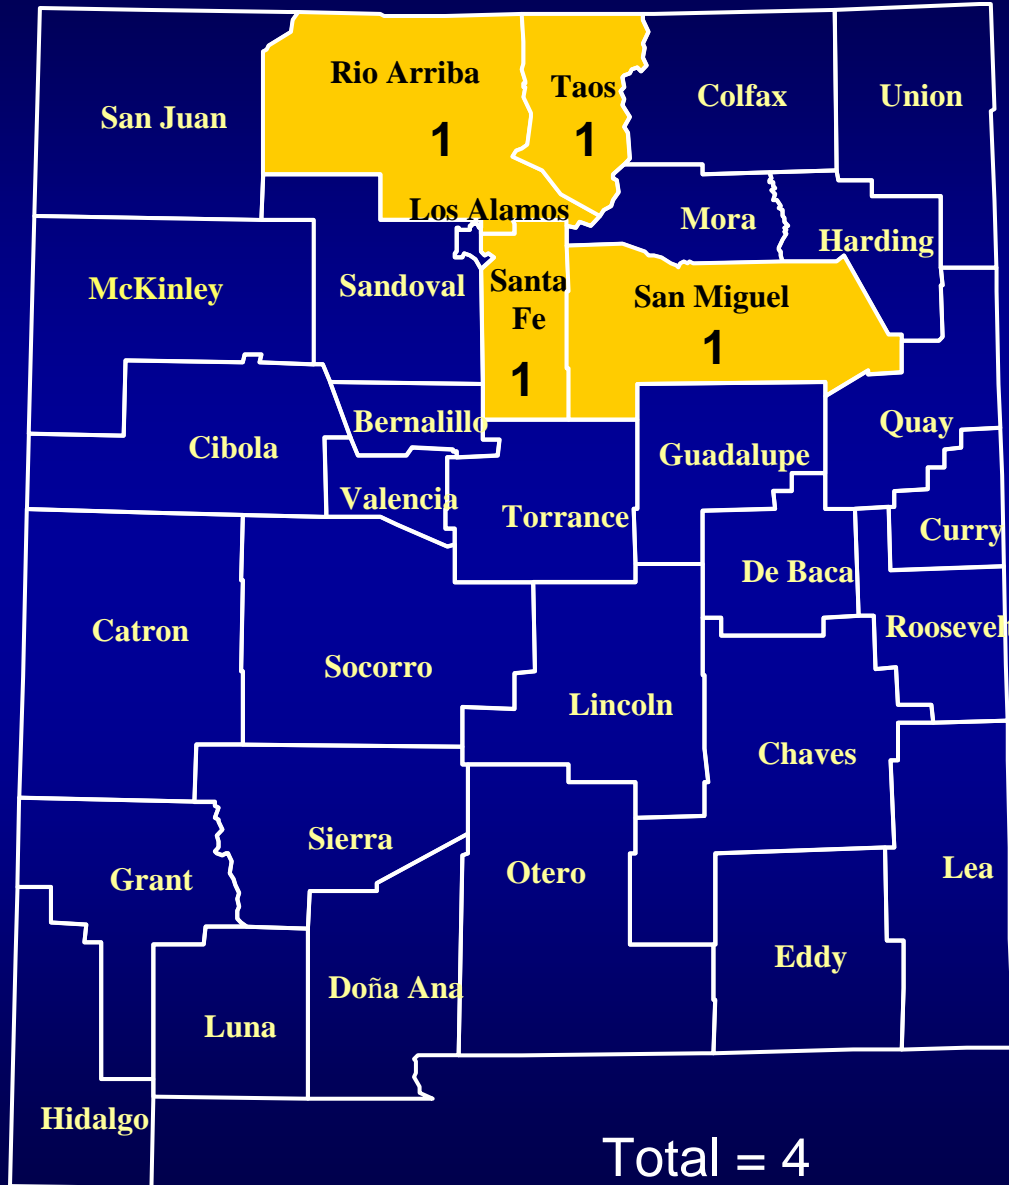 Rio Arriba
1
Taos
1
Colfax
Union
San Juan
Los Alamos
Mora
Harding
McKinley
Sandoval
Santa
Fe
1
San Miguel
1
Bernalillo
Cibola
Quay
Guadalupe
Valencia
Torrance
Curry
De Baca
Catron
Roosevelt
Socorro
Lincoln
Chaves
Sierra
Grant
Otero
Lea
Eddy
Doña Ana
Luna
Hidalgo
Total = 4